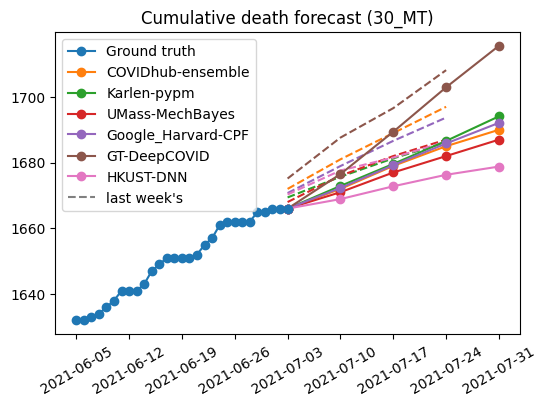 Cumulative death forecast (30_MT)
Ground truth
COVIDhub-ensemble
Karlen-pypm
UMass-MechBayes
Google_Harvard-CPF
GT-DeepCOVID
HKUST-DNN
last week's
1700
1680
1660
1640
2021-06-05
2021-06-12
2021-06-19
2021-06-26
2021-07-03
2021-07-10
2021-07-17
2021-07-24
2021-07-31